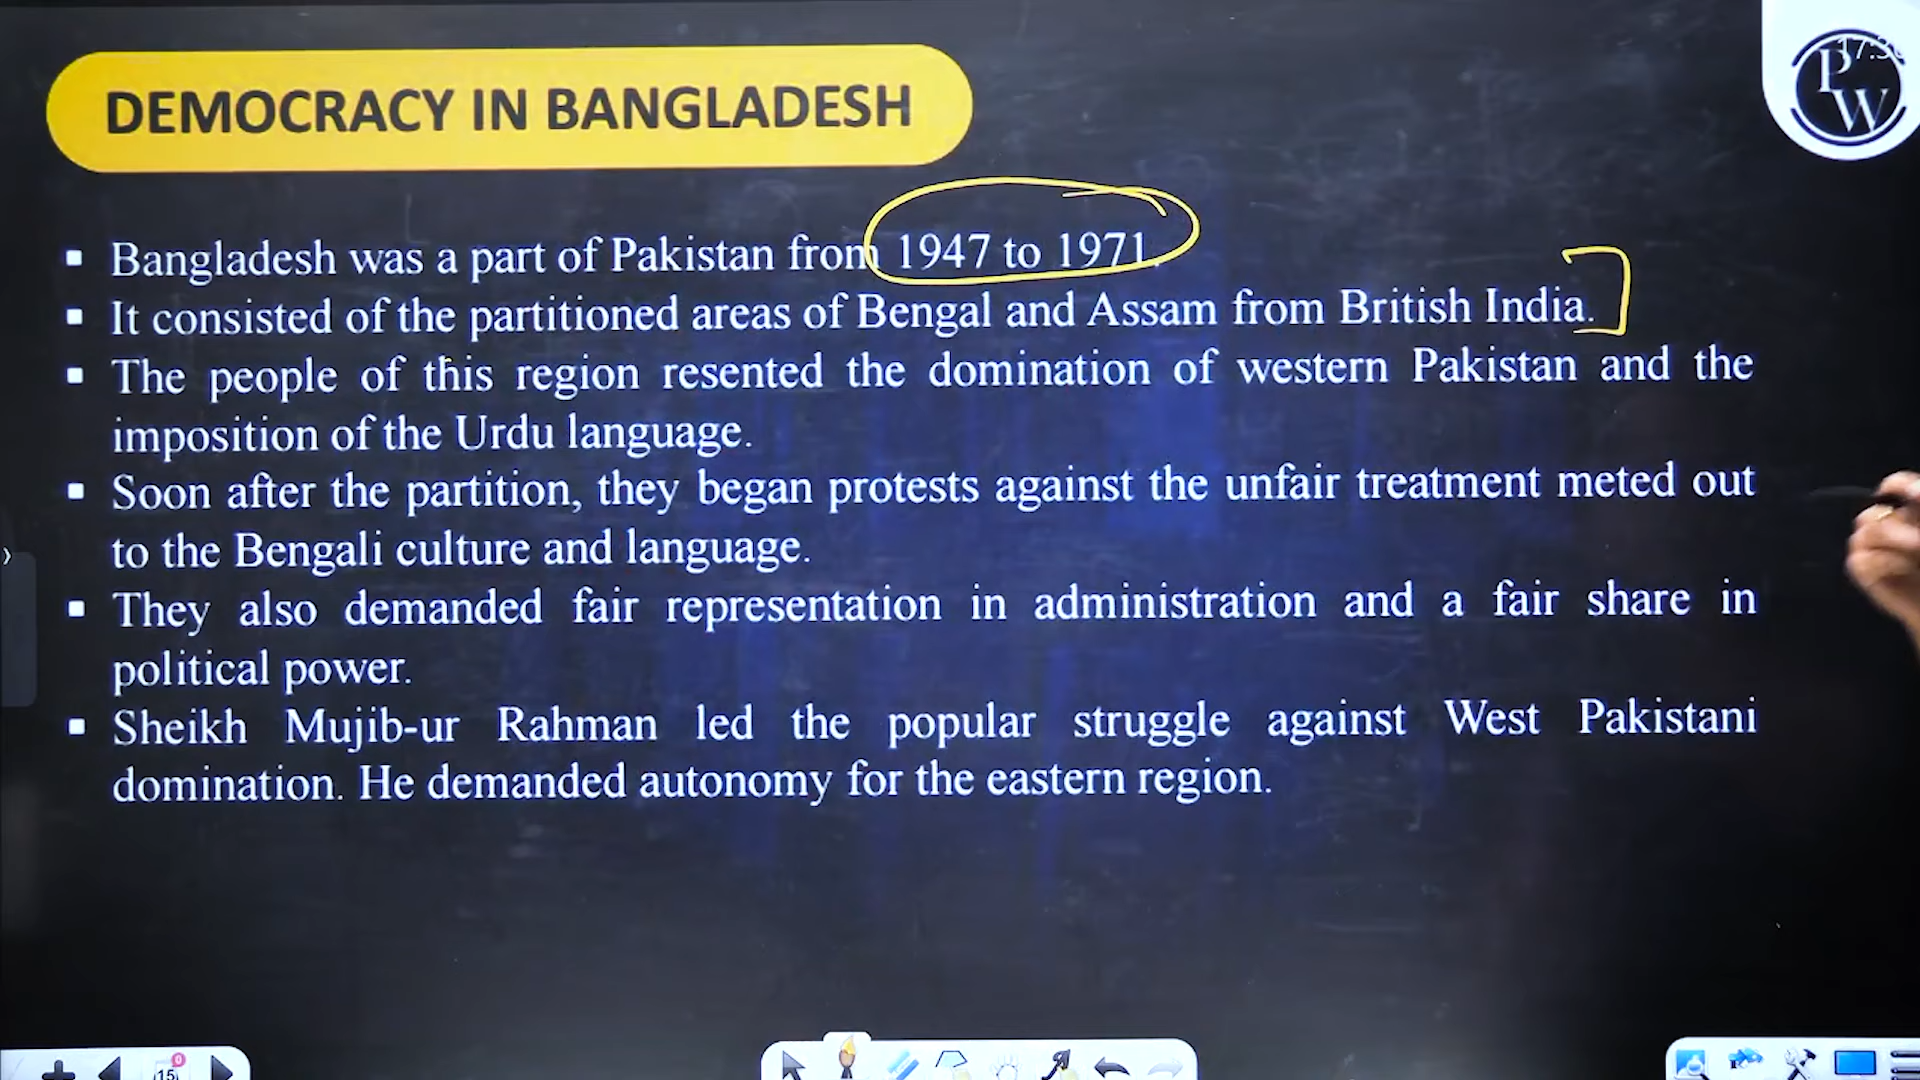 DEMOCRACY IN BANGLADESH
PW
▪ Bangladesh was a part of Pakistan from 1947 to 1971.
▪ It consisted of the partitioned areas of Bengal and Assam from British India.
▪ The people of this region resented the domination of western Pakistan and the
imposition of the Urdu language.
▪ Soon after the partition, they began protests against the unfair treatment meted out
to the Bengali culture and language.
▪ They also demanded fair representation in administration and a fair share in
political power.
▪ Sheikh Mujib-ur Rahman led the popular struggle against West Pakistani
domination. He demanded autonomy for the eastern region.
0
15